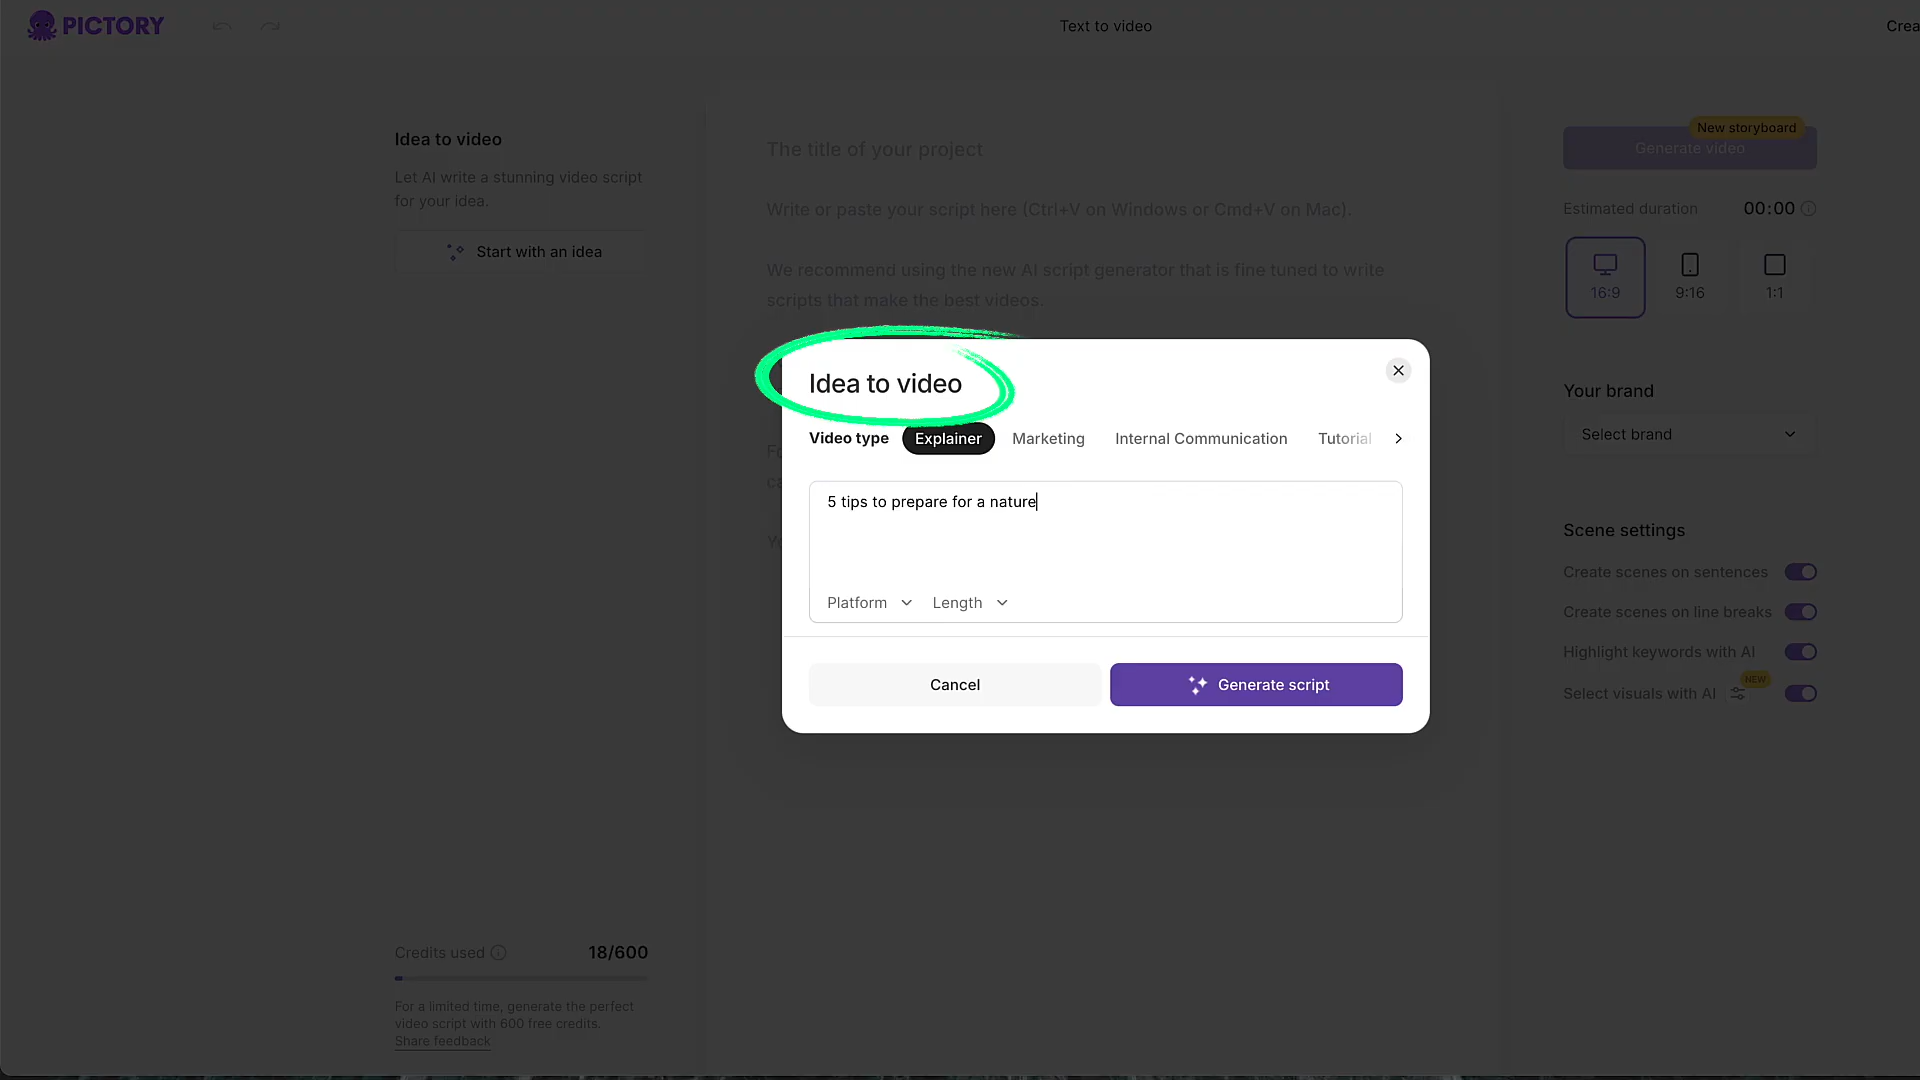 PICTORY
Text to video
Crea
Idea to video
Let AI write a stunning video script
for your idea.
Start with an idea
The title of your project
Write or paste your script here (Ctrl+V on Windows or Cmd+V on Mac).
We recommend using the new AI script generator that is fine tuned to write
scripts that make the best videos.
New storyboard
Generate video
Estimated duration 00:00
16:9
9:16
1:1
Your brand
Select brand
Scene settings
Create scenes on sentences
Create scenes on line breaks
Highlight keywords with AI
NEW
Select visuals with AI
Idea to video
Video type Explainer Marketing Internal Communication Tutorial
5 tips to prepare for a nature
Platform Length
Cancel
Generate script
Credits used 18/600
For a limited time, generate the perfect
video script with 600 free credits.
Share feedback